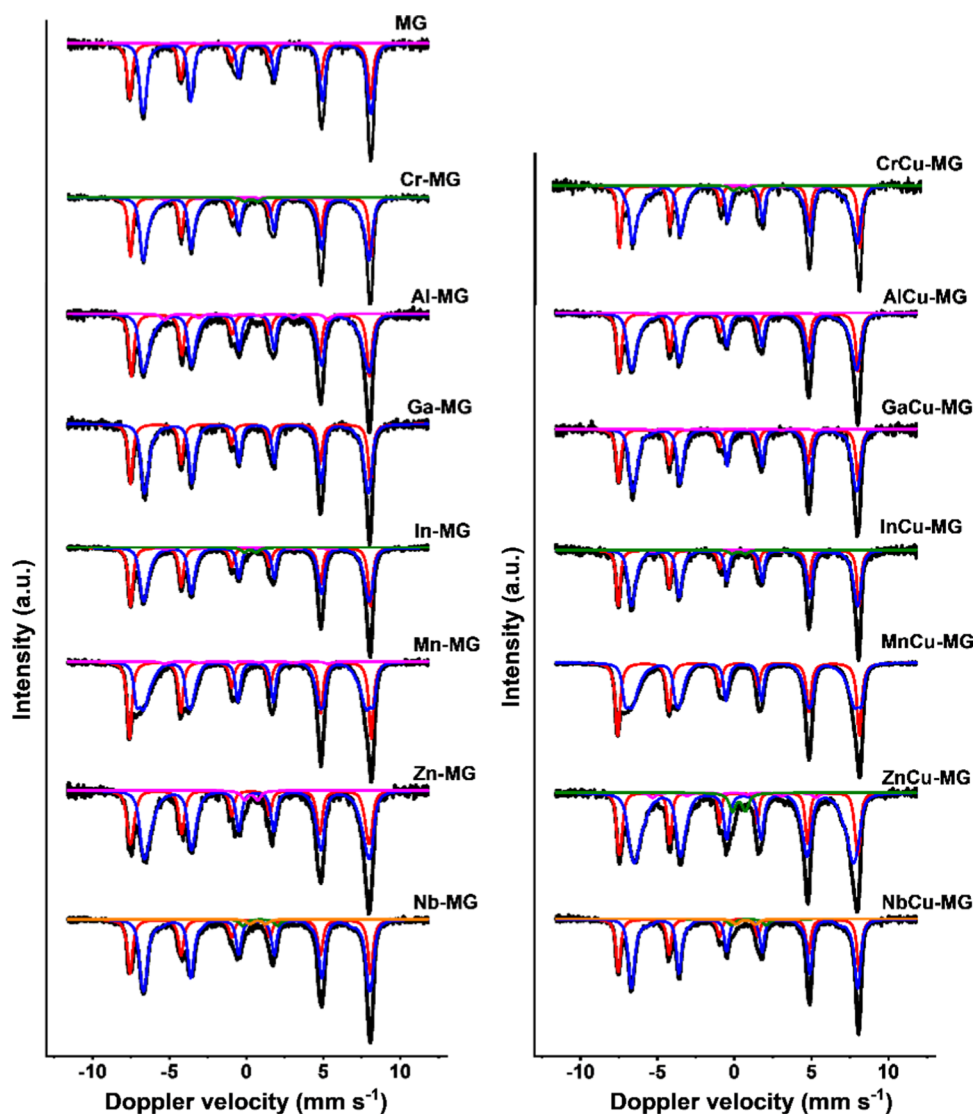 MG
Cr-MG
Al-MG
Ga-MG
In-MG
Mn-MG
Zn-MG
Nb-MG
Intensity (a.u.)
-10 -5 0 5 10
Doppler velocity (mm s⁻¹)
CrCu-MG
AlCu-MG
GaCu-MG
InCu-MG
MnCu-MG
ZnCu-MG
NbCu-MG
Intensity (a.u.)
-10 -5 0 5 10
Doppler velocity (mm s⁻¹)